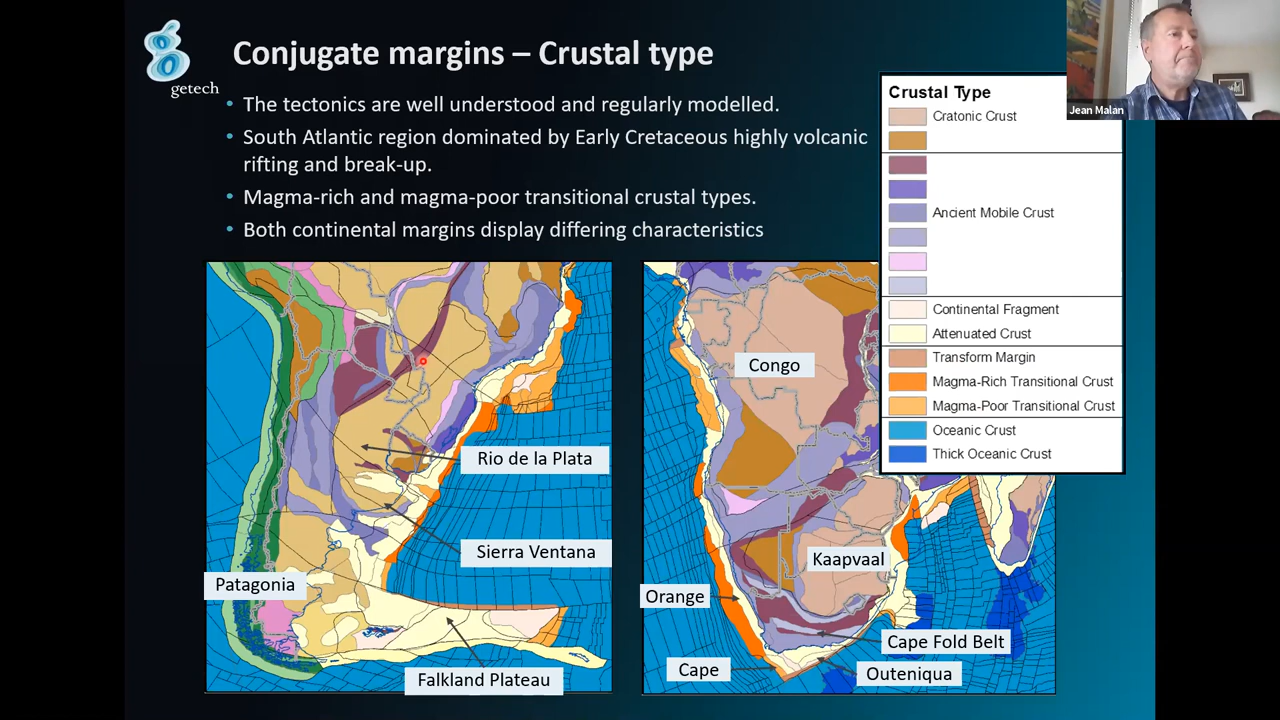 getech
Conjugate margins – Crustal type
• The tectonics are well understood and regularly modelled.
• South Atlantic region dominated by Early Cretaceous highly volcanic
rifting and break-up.
• Magma-rich and magma-poor transitional crustal types.
• Both continental margins display differing characteristics
Jean Malan
Crustal Type
Cratonic Crust
Ancient Mobile Crust
Continental Fragment
Attenuated Crust
Transform Margin
Magma-Rich Transitional Crust
Magma-Poor Transitional Crust
Oceanic Crust
Thick Oceanic Crust
Rio de la Plata
Sierra Ventana
Patagonia
Falkland Plateau
Congo
Kaapvaal
Orange
Cape Fold Belt
Cape
Outeniqua